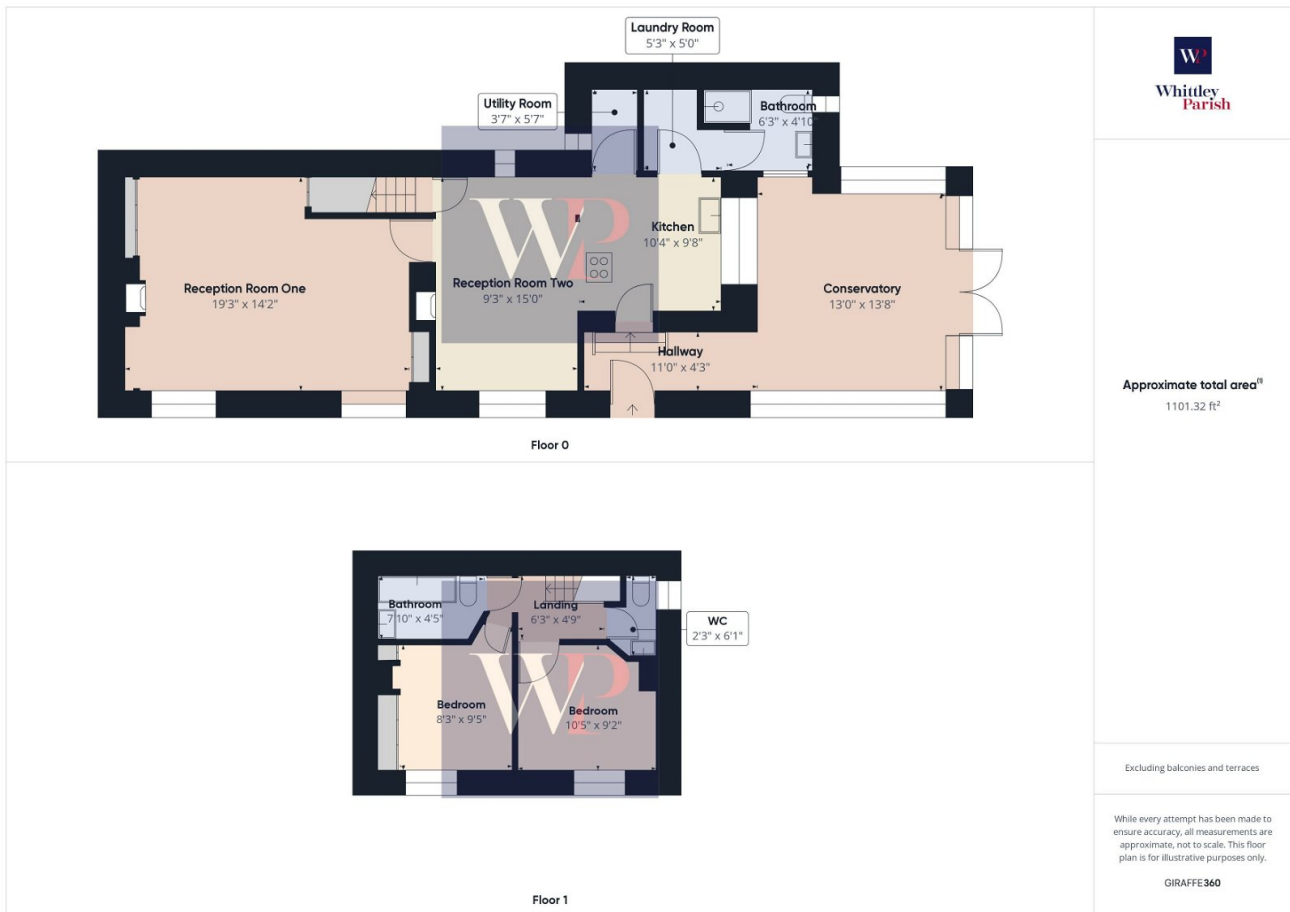 Laundry Room
5'3" x 5'0"
Utility Room
3'7" x 5'7"
Bathroom
6'3" x 4'10"
WP
Kitchen
10'4" x 9'8"
Reception Room One
19'3" x 14'2"
Reception Room Two
9'3" x 15'0"
Conservatory
13'0" x 13'8"
Hallway
11'0" x 4'3"
Floor 0
Bathroom
7'10" x 4'5"
Landing
6'3" x 4'9"
WC
2'3" x 6'1"
WP
Bedroom
8'3" x 9'5"
Bedroom
10'5" x 9'2"
Floor 1
WP
Whittley
Parish
Approximate total area(1)
1101.32 ft²
Excluding balconies and terraces
While every attempt has been made to
ensure accuracy, all measurements are
approximate, not to scale. This floor
plan is for illustrative purposes only.
GIRAFFE360